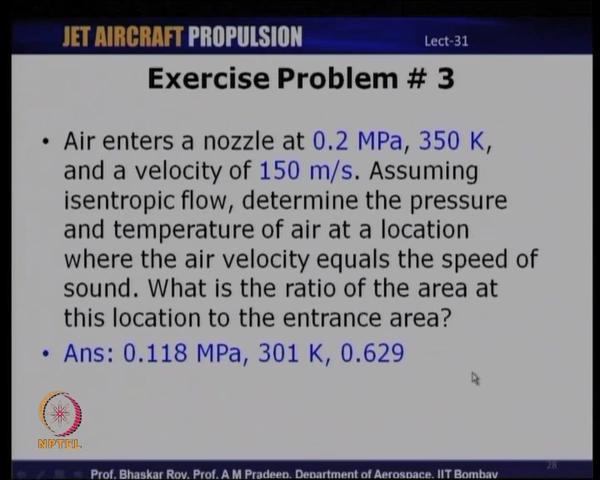 JET AIRCRAFT PROPULSION
Lect-31
Exercise Problem # 3
• Air enters a nozzle at 0.2 MPa, 350 K,
and a velocity of 150 m/s. Assuming
isentropic flow, determine the pressure
and temperature of air at a location
where the air velocity equals the speed of
sound. What is the ratio of the area at
this location to the entrance area?
• Ans: 0.118 MPa, 301 K, 0.629
NPTEL
28
Prof. Bhaskar Roy, Prof. A M Pradeep, Department of Aerospace, IIT Bombay